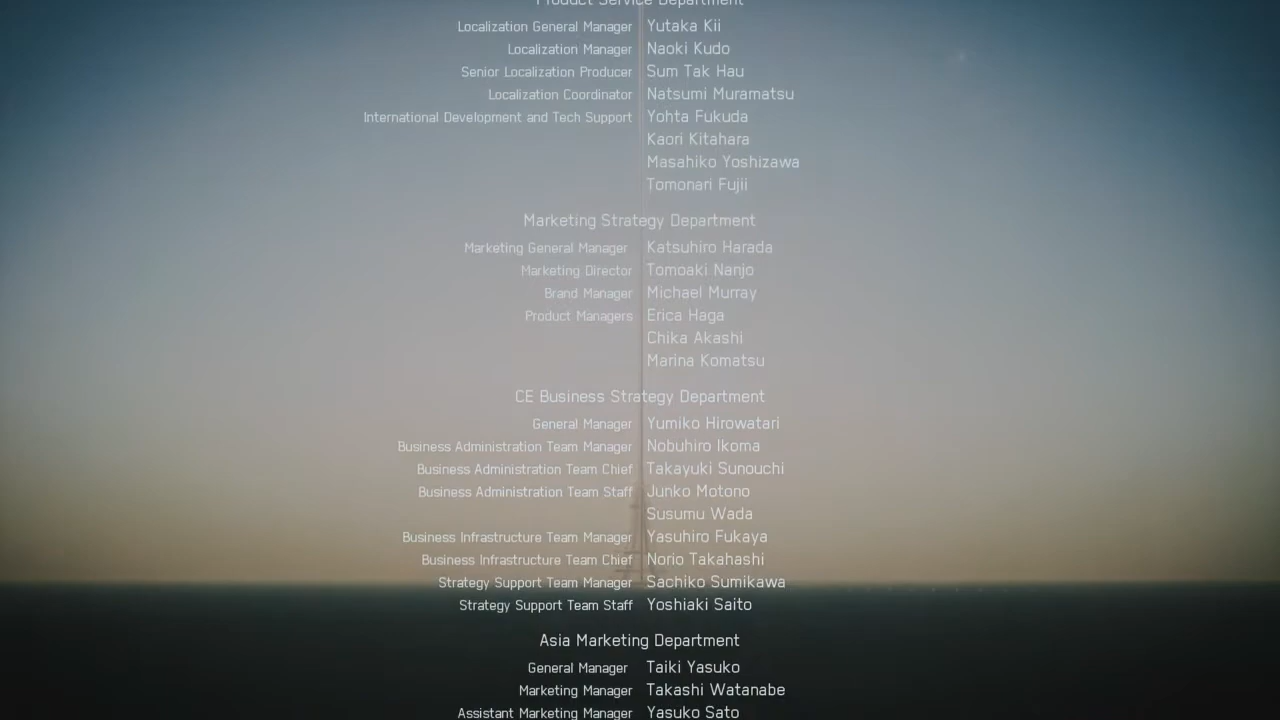 Product Service Department
Localization General Manager Yutaka Kii
Localization Manager Naoki Kudo
Senior Localization Producer Sum Tak Hau
Localization Coordinator Natsumi Muramatsu
International Development and Tech Support Yohta Fukuda
Kaori Kitahara
Masahiko Yoshizawa
Tomonari Fujii
Marketing Strategy Department
Marketing General Manager Katsuhiro Harada
Marketing Director Tomoaki Nanjo
Brand Manager Michael Murray
Product Managers Erica Haga
Chika Akashi
Marina Komatsu
CE Business Strategy Department
General Manager Yumiko Hirowatari
Business Administration Team Manager Nobuhiro Ikoma
Business Administration Team Chief Takayuki Sunouchi
Business Administration Team Staff Junko Motono
Susumu Wada
Business Infrastructure Team Manager Yasuhiro Fukaya
Business Infrastructure Team Chief Norio Takahashi
Strategy Support Team Manager Sachiko Sumikawa
Strategy Support Team Staff Yoshiaki Saito
Asia Marketing Department
General Manager Taiki Yasuko
Marketing Manager Takashi Watanabe
Assistant Marketing Manager Yasuko Sato